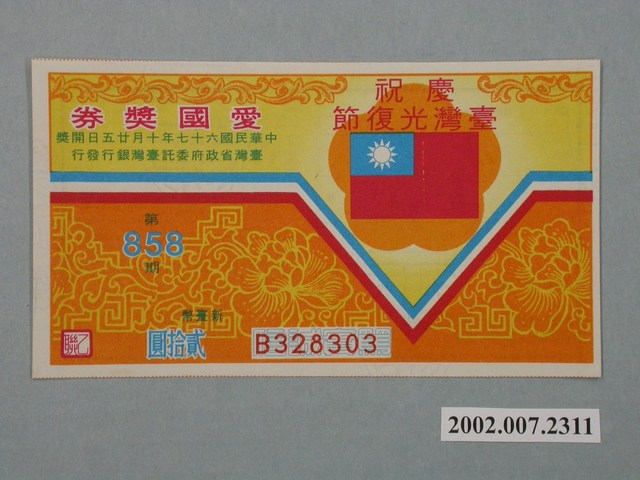 慶祝
臺灣光復節
愛國獎券
中華民國六十七年十月廿五日開獎
臺灣省政府委託臺灣銀行發行
第
858
期
新臺幣
貳拾圓
乙聯
B328303
2002.007.2311